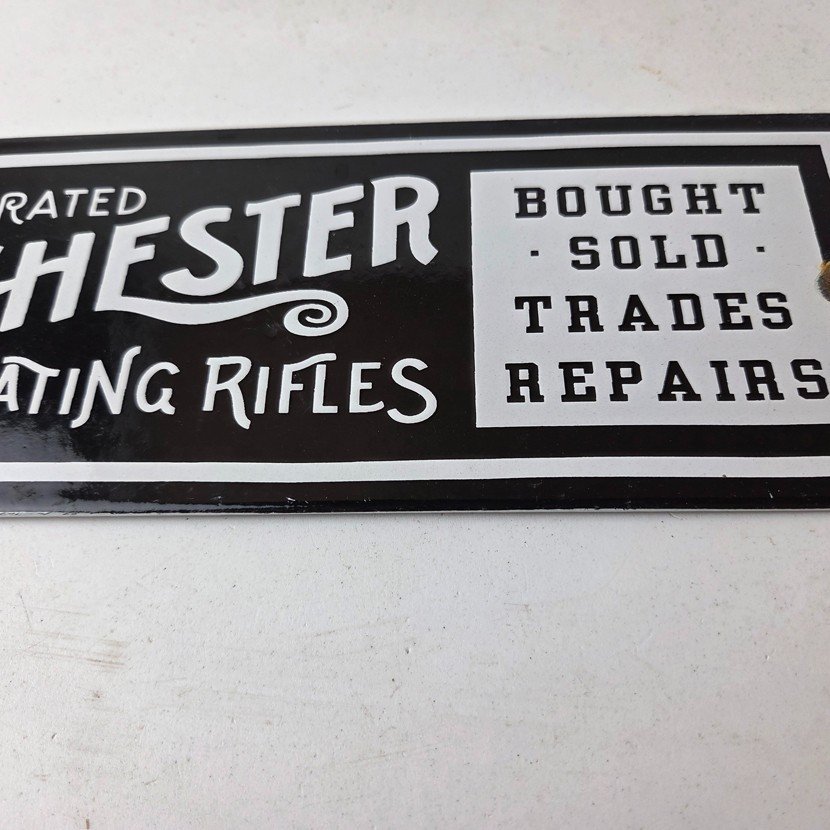 RATED
HESTER
ATING RIFLES
BOUGHT
· SOLD ·
TRADES
REPAIRS